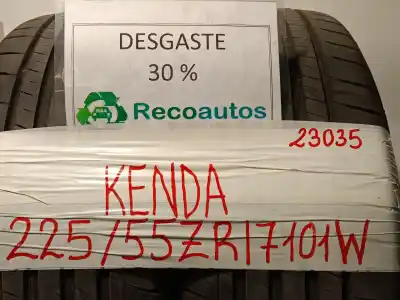 DESGASTE
30 %
Recoautos
23035
KENDA
225/55ZR17101W